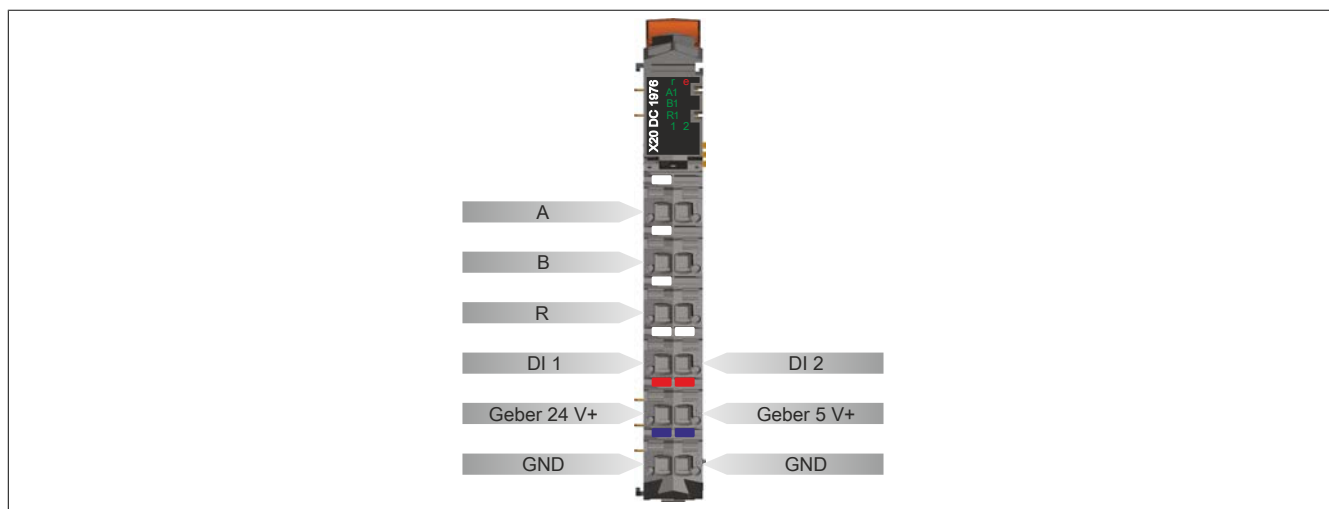 X20 DC 1976
r e
A1
B1
R1
1 2
A
B
R
DI 1 DI 2
Geber 24 V+ Geber 5 V+
GND GND